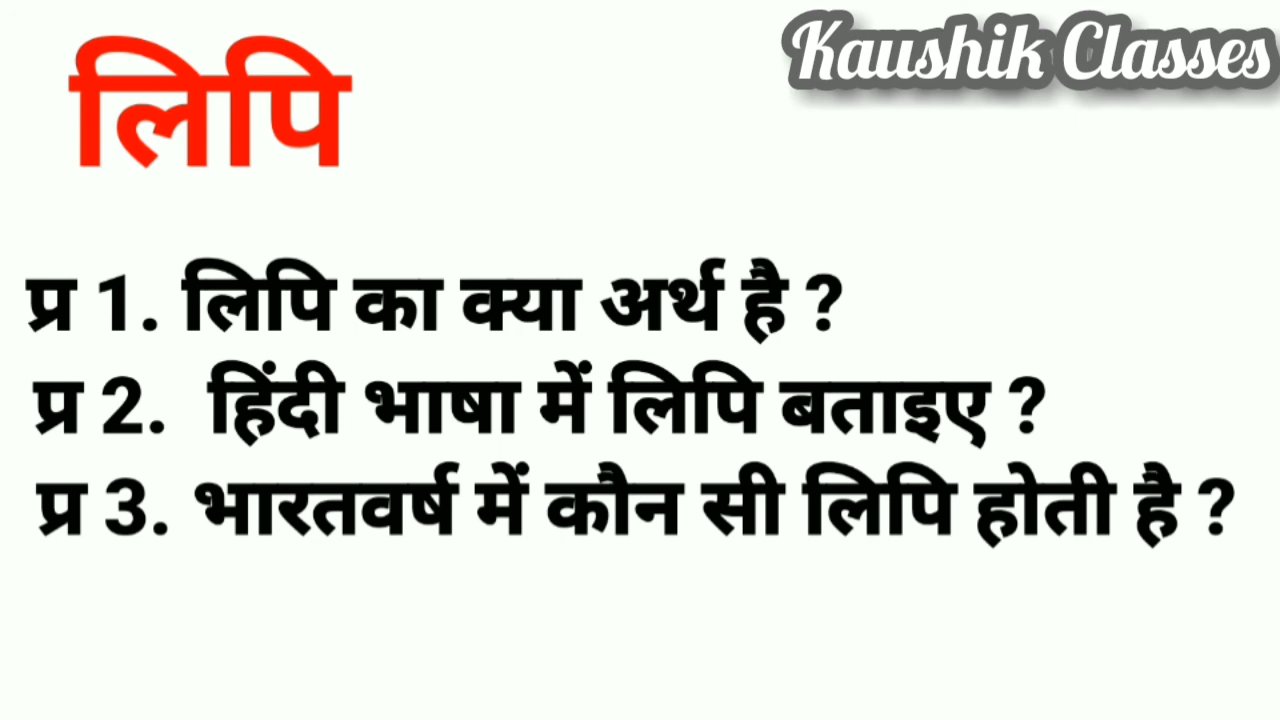 लिपि
Kaushik Classes
प्र 1. लिपि का क्या अर्थ है ?
प्र 2. हिंदी भाषा में लिपि बताइए ?
प्र 3. भारतवर्ष में कौन सी लिपि होती है ?